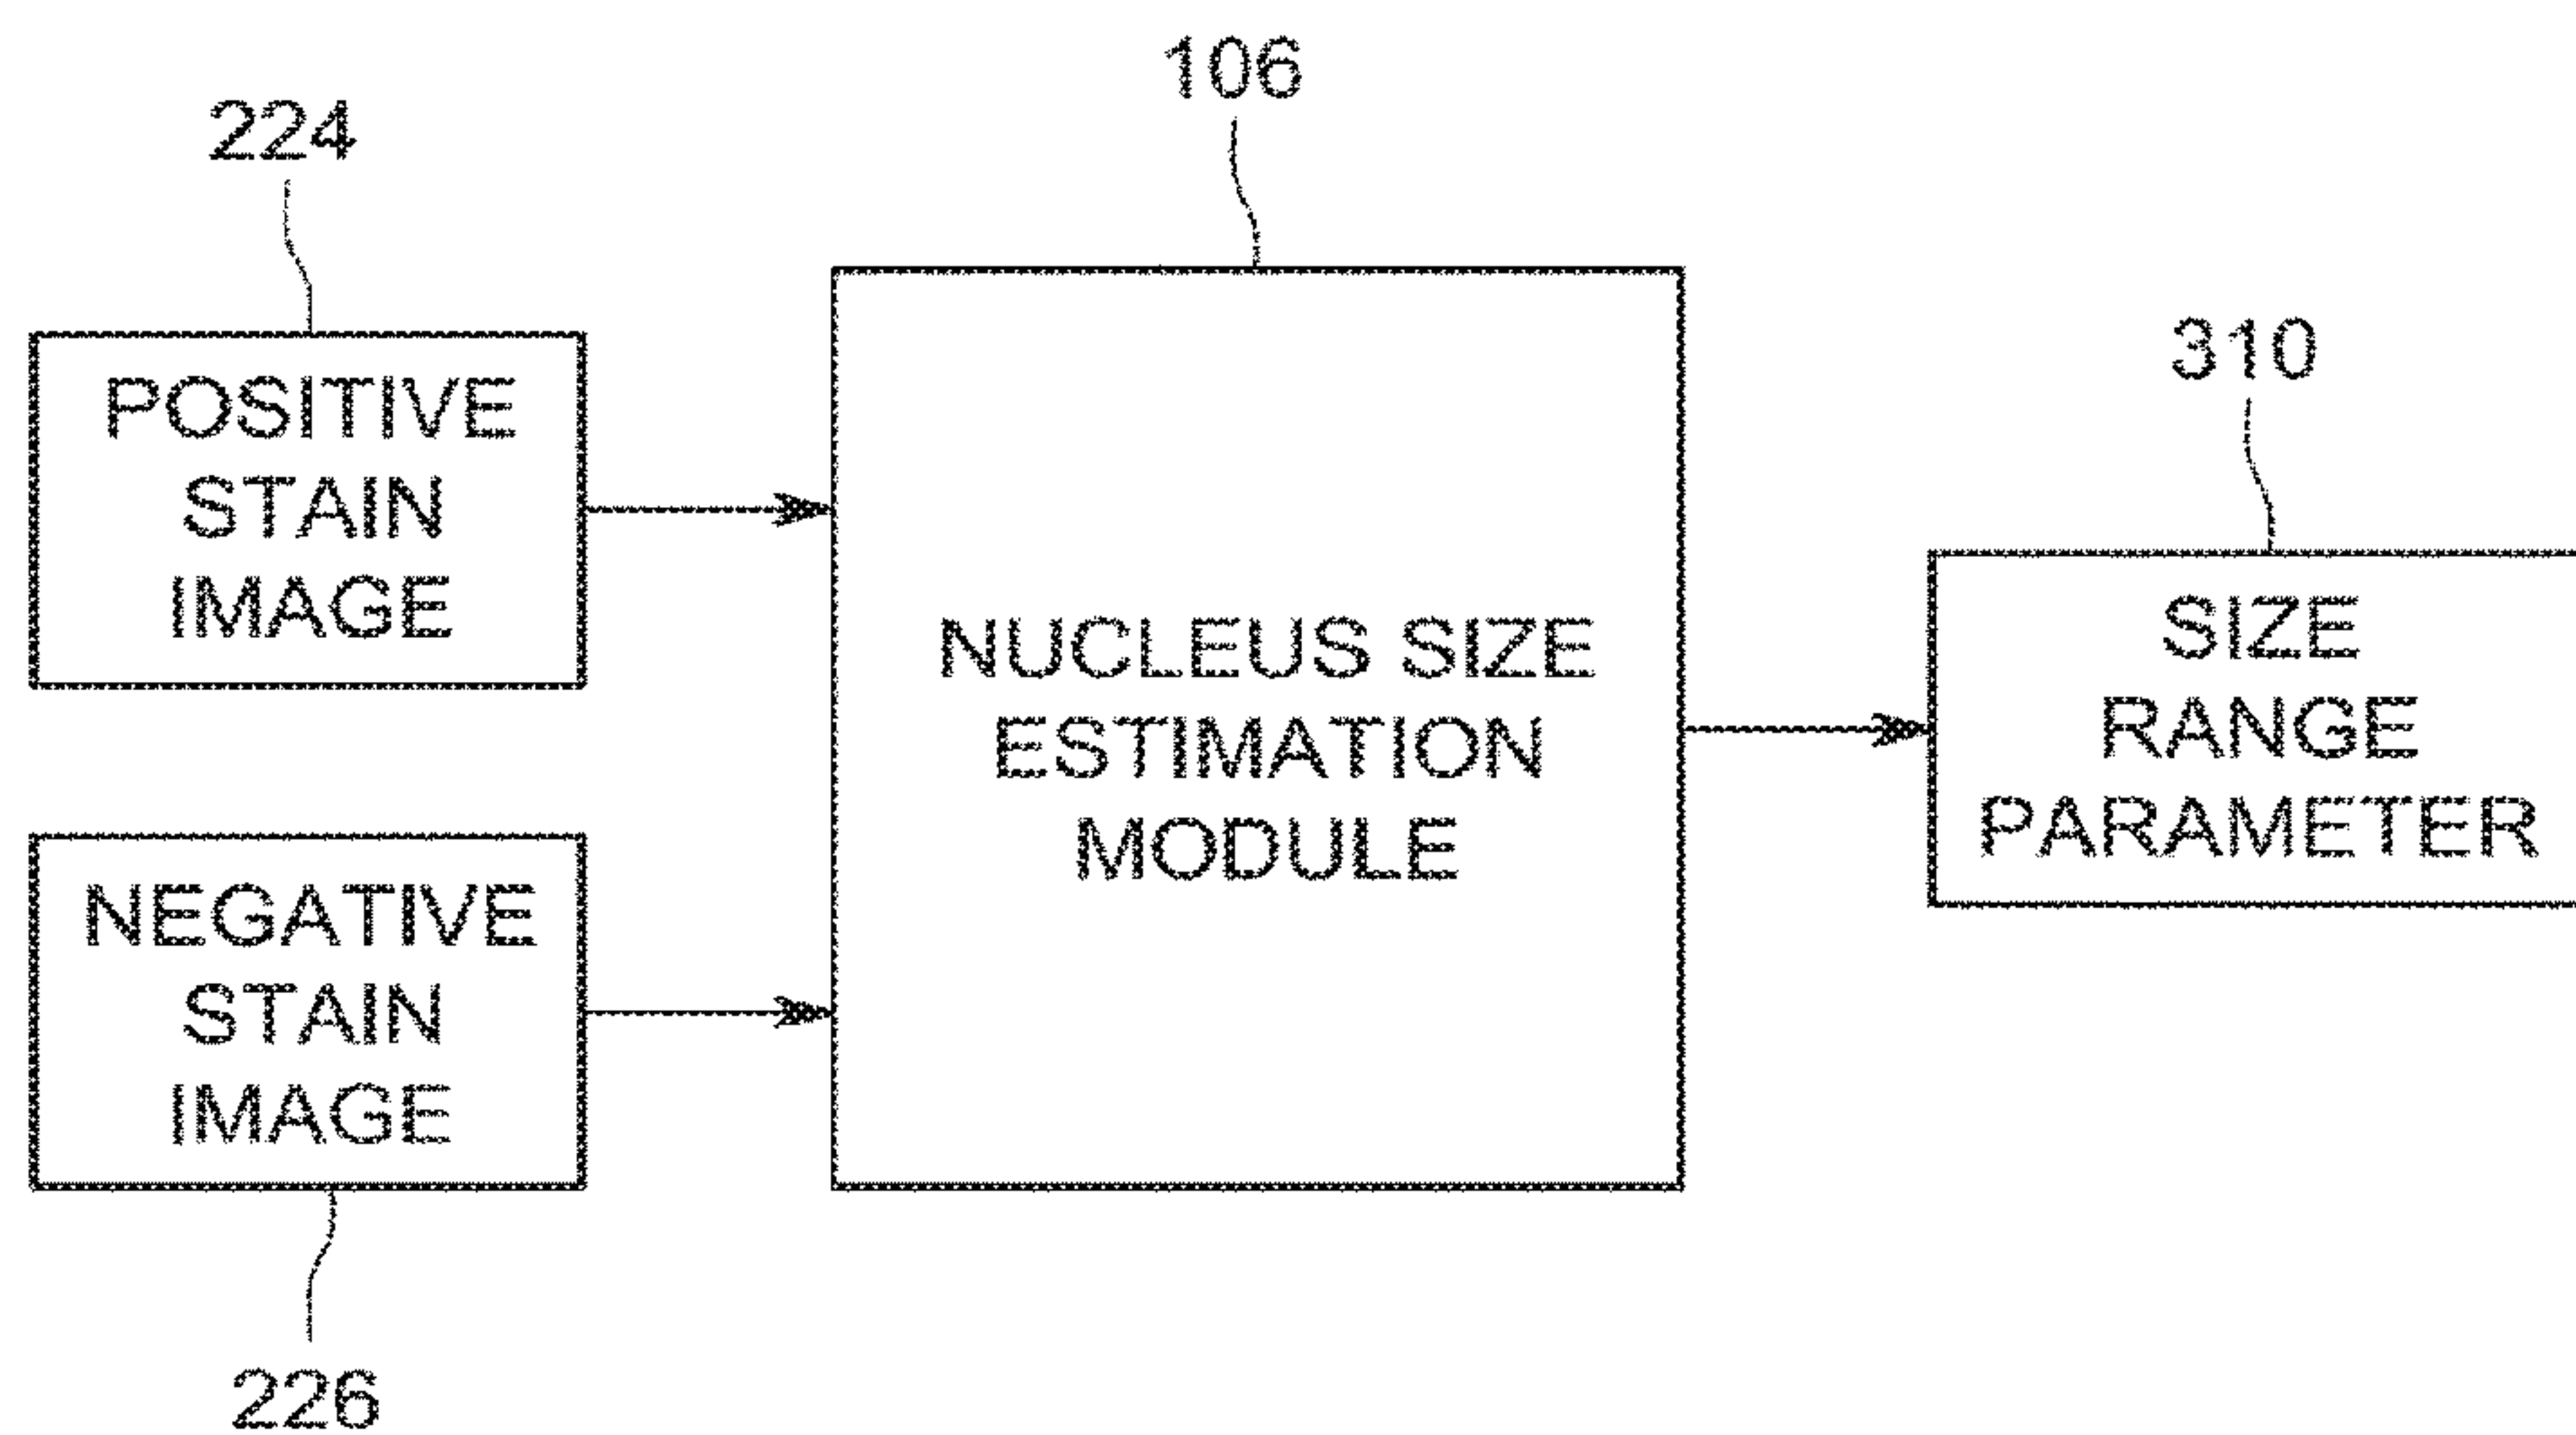 106
224
310
POSITIVE
STAIN
IMAGE
NUCLEUS SIZE
ESTIMATION
MODULE
SIZE
RANGE
PARAMETER
NEGATIVE
STAIN
IMAGE
226